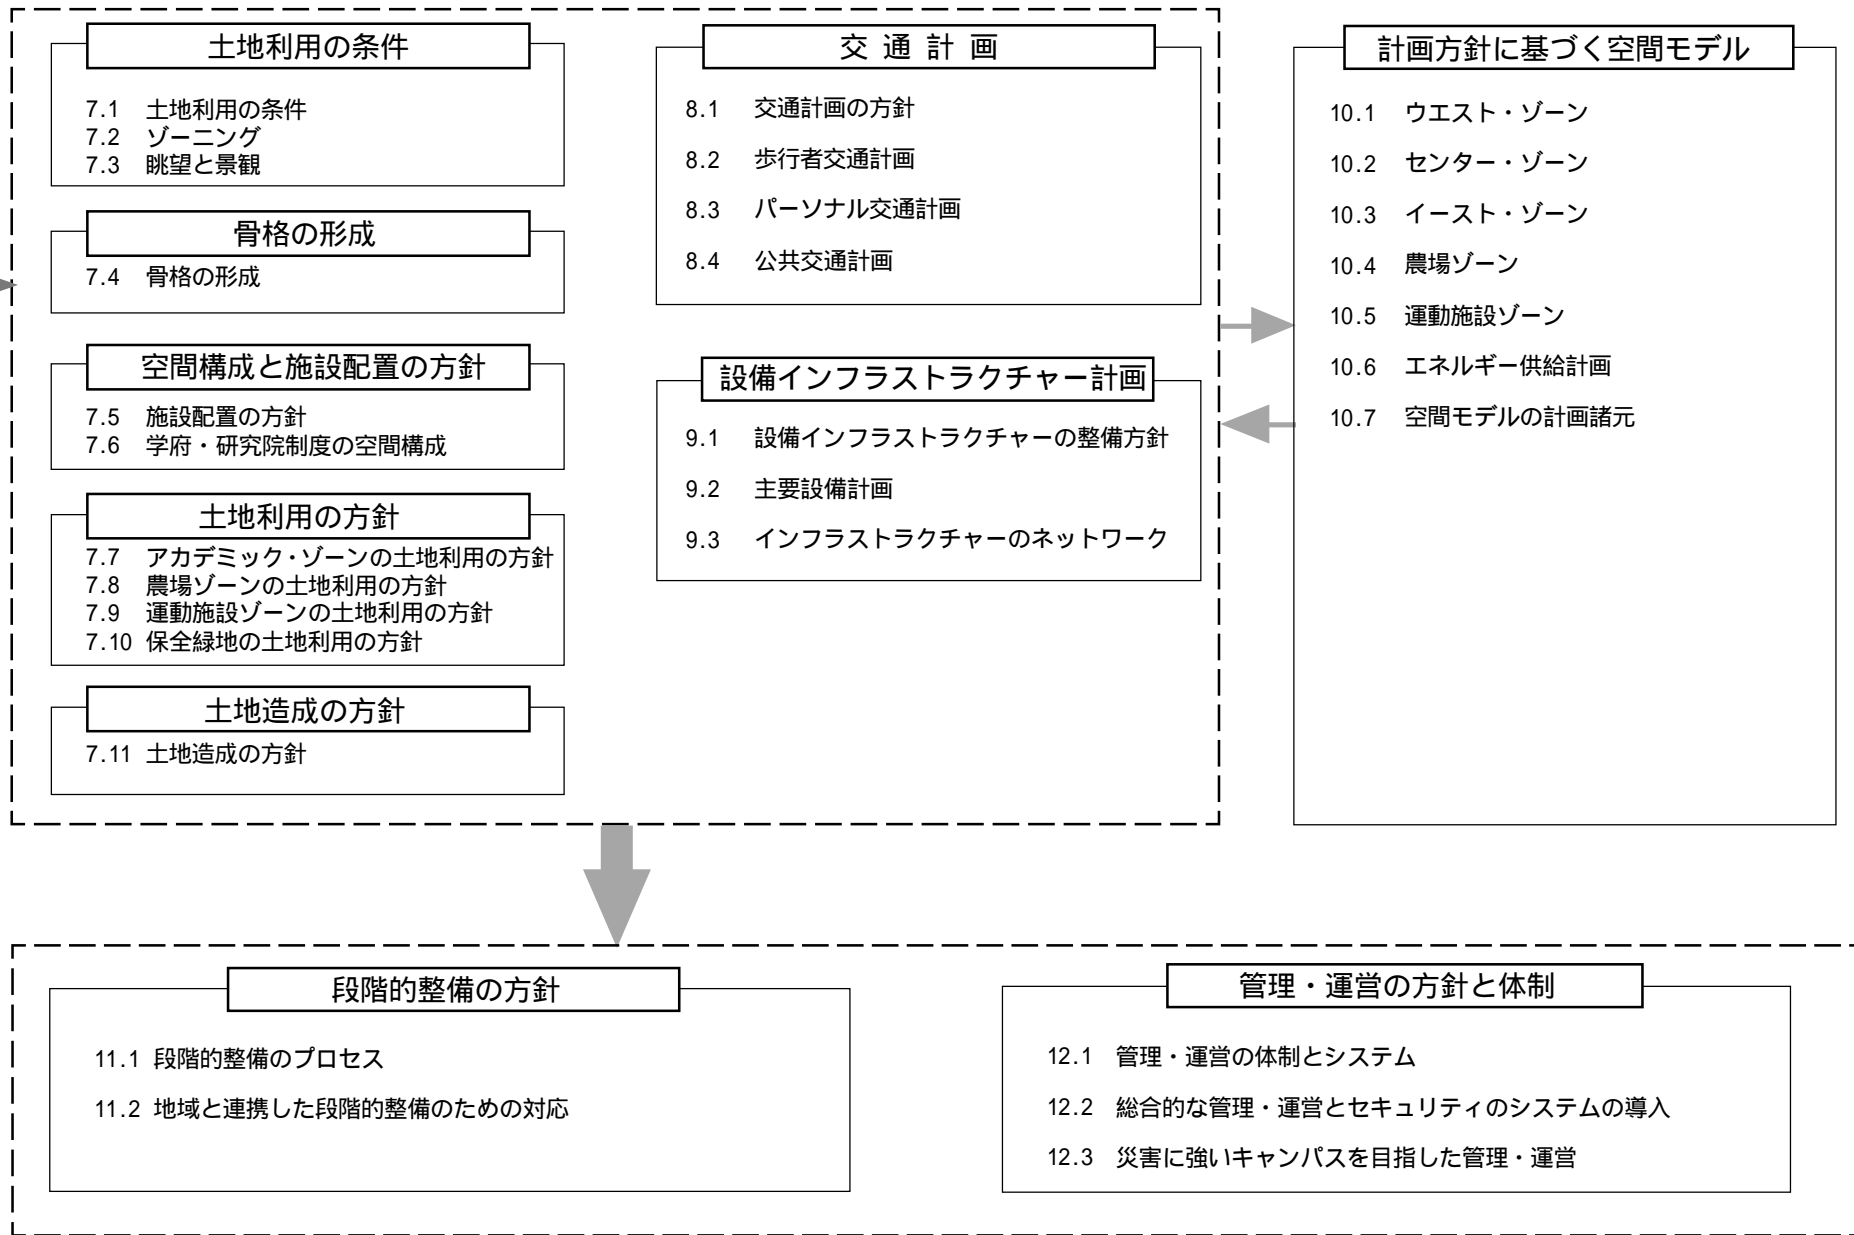 土地利用の条件
7.1 土地利用の条件
7.2 ゾーニング
7.3 眺望と景観
骨格の形成
7.4 骨格の形成
空間構成と施設配置の方針
7.5 施設配置の方針
7.6 学府・研究院制度の空間構成
土地利用の方針
7.7 アカデミック・ゾーンの土地利用の方針
7.8 農場ゾーンの土地利用の方針
7.9 運動施設ゾーンの土地利用の方針
7.10 保全緑地の土地利用の方針
土地造成の方針
7.11 土地造成の方針
交 通 計 画
8.1 交通計画の方針
8.2 歩行者交通計画
8.3 パーソナル交通計画
8.4 公共交通計画
設備インフラストラクチャー計画
9.1 設備インフラストラクチャーの整備方針
9.2 主要設備計画
9.3 インフラストラクチャーのネットワーク
計画方針に基づく空間モデル
10.1 ウエスト・ゾーン
10.2 センター・ゾーン
10.3 イースト・ゾーン
10.4 農場ゾーン
10.5 運動施設ゾーン
10.6 エネルギー供給計画
10.7 空間モデルの計画諸元
段階的整備の方針
11.1 段階的整備のプロセス
11.2 地域と連携した段階的整備のための対応
管理・運営の方針と体制
12.1 管理・運営の体制とシステム
12.2 総合的な管理・運営とセキュリティのシステムの導入
12.3 災害に強いキャンパスを目指した管理・運営